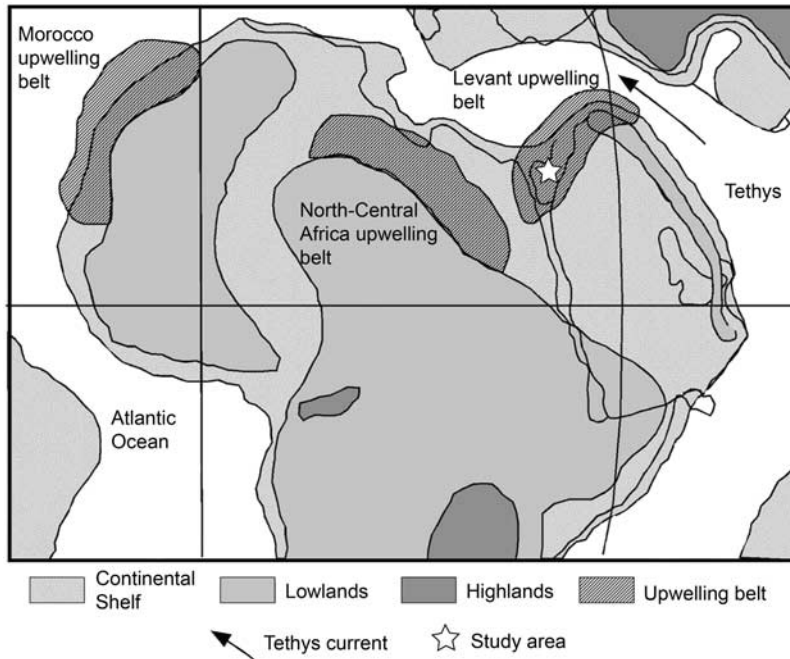 Morocco
upwelling
belt
Levant upwelling
belt
Tethys
North-Central
Africa upwelling
belt
Atlantic
Ocean
Continental
Shelf
Lowlands
Highlands
Upwelling belt
Tethys current
Study area